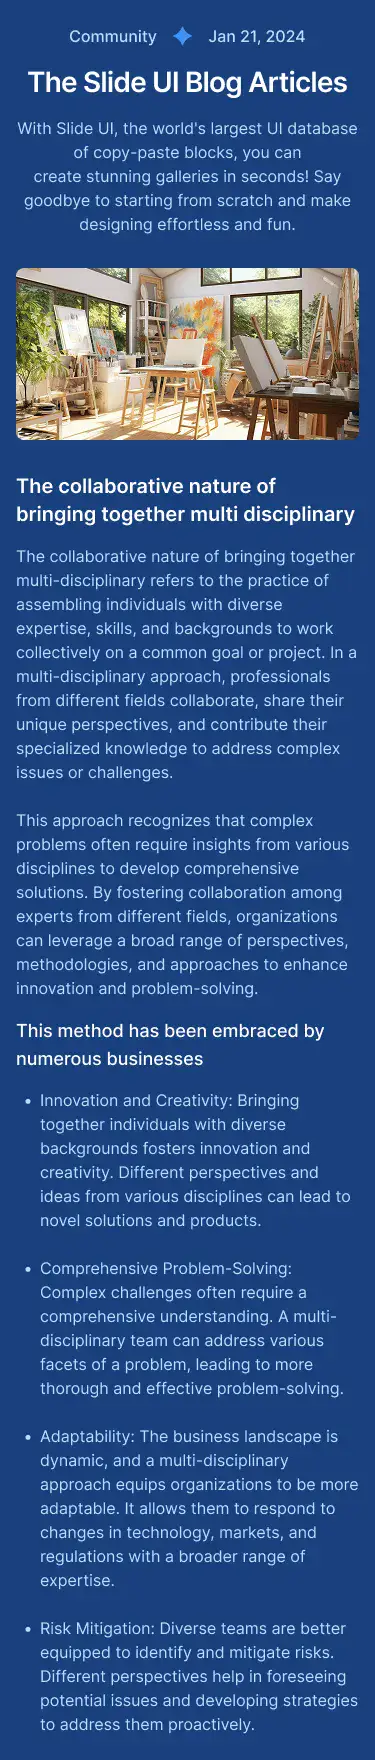 Community Jan 21, 2024
The Slide UI Blog Articles
With Slide UI, the world's largest UI database
of copy-paste blocks, you can
create stunning galleries in seconds! Say
goodbye to starting from scratch and make
designing effortless and fun.
The collaborative nature of
bringing together multi disciplinary
The collaborative nature of bringing together
multi-disciplinary refers to the practice of
assembling individuals with diverse
expertise, skills, and backgrounds to work
collectively on a common goal or project. In a
multi-disciplinary approach, professionals
from different fields collaborate, share their
unique perspectives, and contribute their
specialized knowledge to address complex
issues or challenges.
This approach recognizes that complex
problems often require insights from various
disciplines to develop comprehensive
solutions. By fostering collaboration among
experts from different fields, organizations
can leverage a broad range of perspectives,
methodologies, and approaches to enhance
innovation and problem-solving.
This method has been embraced by
numerous businesses
• Innovation and Creativity: Bringing
together individuals with diverse
backgrounds fosters innovation and
creativity. Different perspectives and
ideas from various disciplines can lead to
novel solutions and products.
• Comprehensive Problem-Solving:
Complex challenges often require a
comprehensive understanding. A multi-
disciplinary team can address various
facets of a problem, leading to more
thorough and effective problem-solving.
• Adaptability: The business landscape is
dynamic, and a multi-disciplinary
approach equips organizations to be more
adaptable. It allows them to respond to
changes in technology, markets, and
regulations with a broader range of
expertise.
• Risk Mitigation: Diverse teams are better
equipped to identify and mitigate risks.
Different perspectives help in foreseeing
potential issues and developing strategies
to address them proactively.